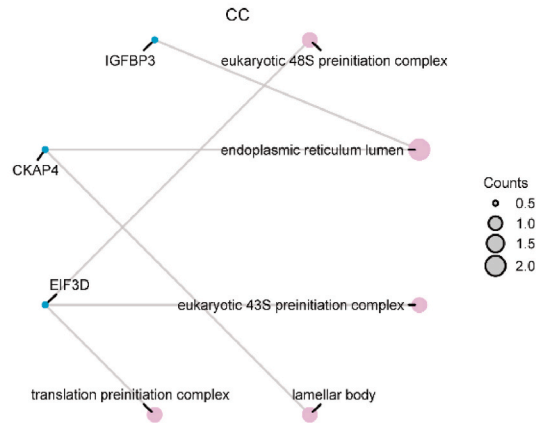 CC
IGFBP3
eukaryotic 48S preinitiation complex
endoplasmic reticulum lumen
CKAP4
Counts
0.5
1.0
1.5
2.0
EIF3D
eukaryotic 43S preinitiation complex
translation preinitiation complex
lamellar body